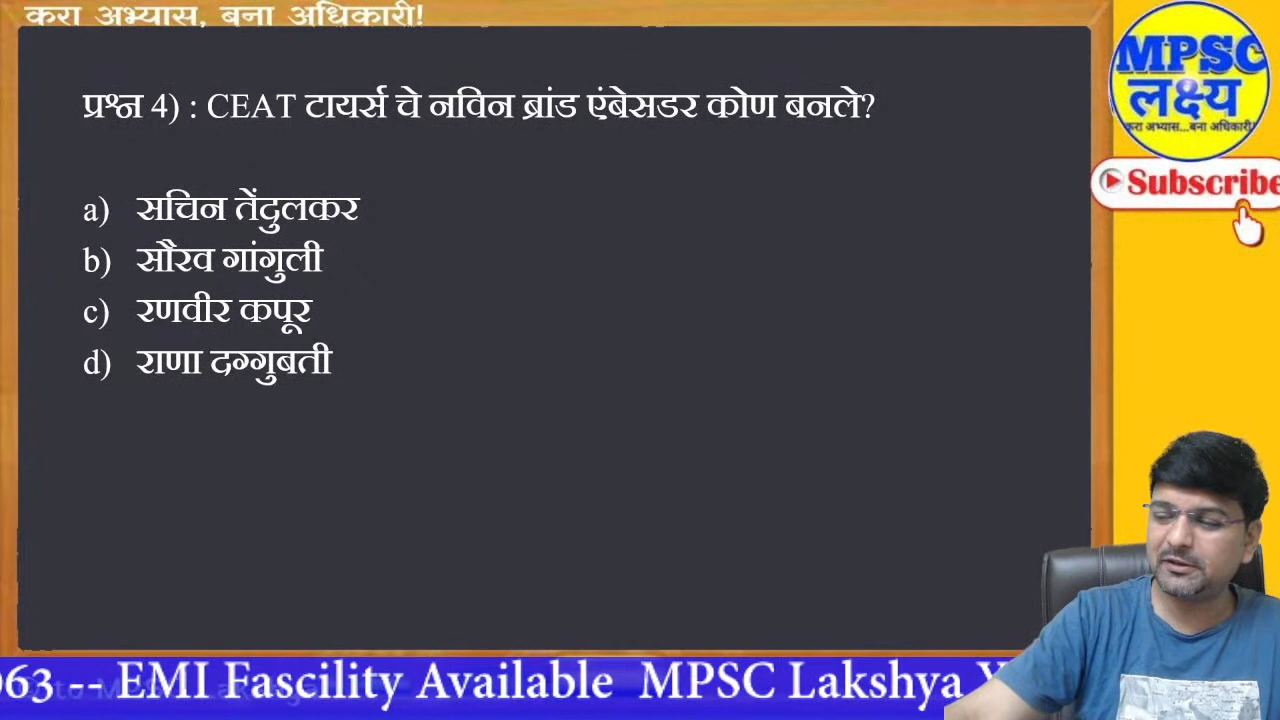 करा अभ्यास, बना अधिकारी!
MPSC
लक्ष्य
करा अभ्यास...बना अधिकारी!
Subscribe
प्रश्न 4) : CEAT टायर्स चे नविन ब्रांड एंबेसडर कोण बनले?
a) सचिन तेंदुलकर
b) सौरव गांगुली
c) रणवीर कपूर
d) राणा दग्गुबती
063 -- EMI Fascility Available MPSC Lakshya